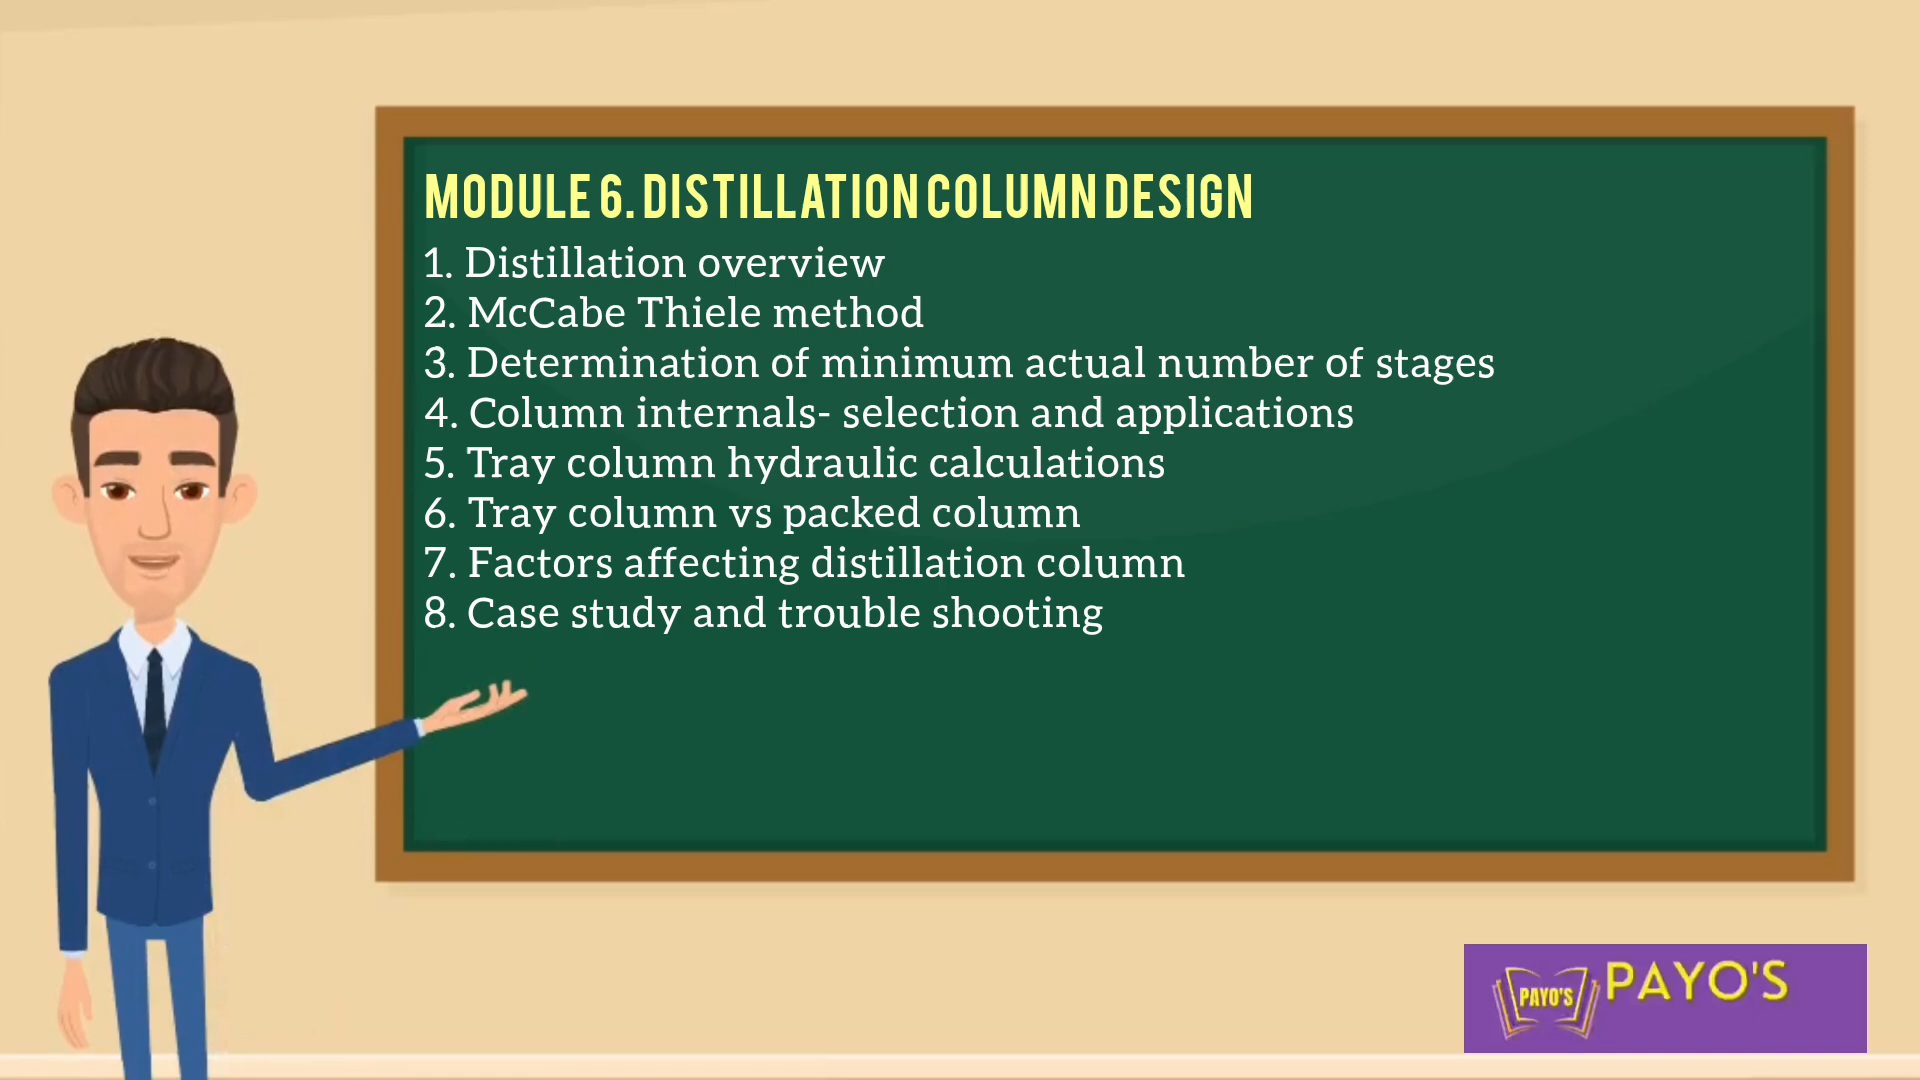 MODULE 6. DISTILLATION COLUMN DESIGN
1. Distillation overview
2. McCabe Thiele method
3. Determination of minimum actual number of stages
4. Column internals- selection and applications
5. Tray column hydraulic calculations
6. Tray column vs packed column
7. Factors affecting distillation column
8. Case study and trouble shooting
PAYO'S
PAYO'S